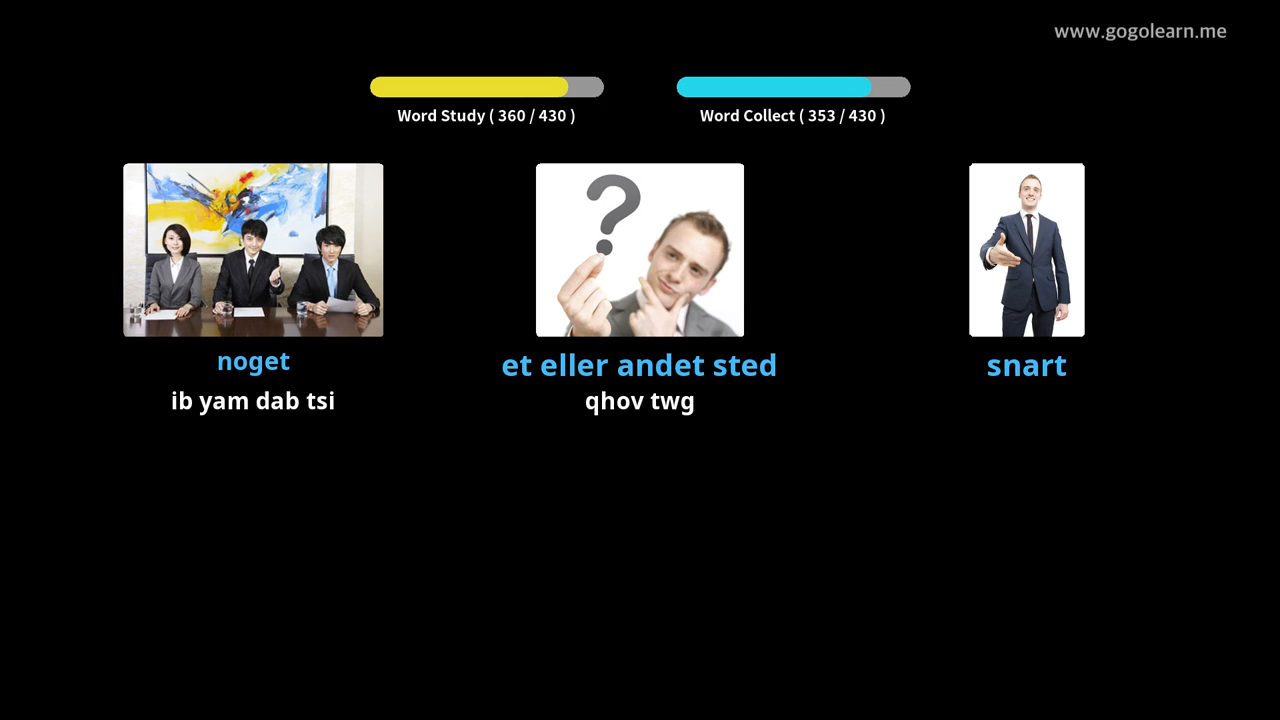 www.gogolearn.me
Word Study ( 360 / 430 )
Word Collect ( 353 / 430 )
noget
ib yam dab tsi
et eller andet sted
qhov twg
snart